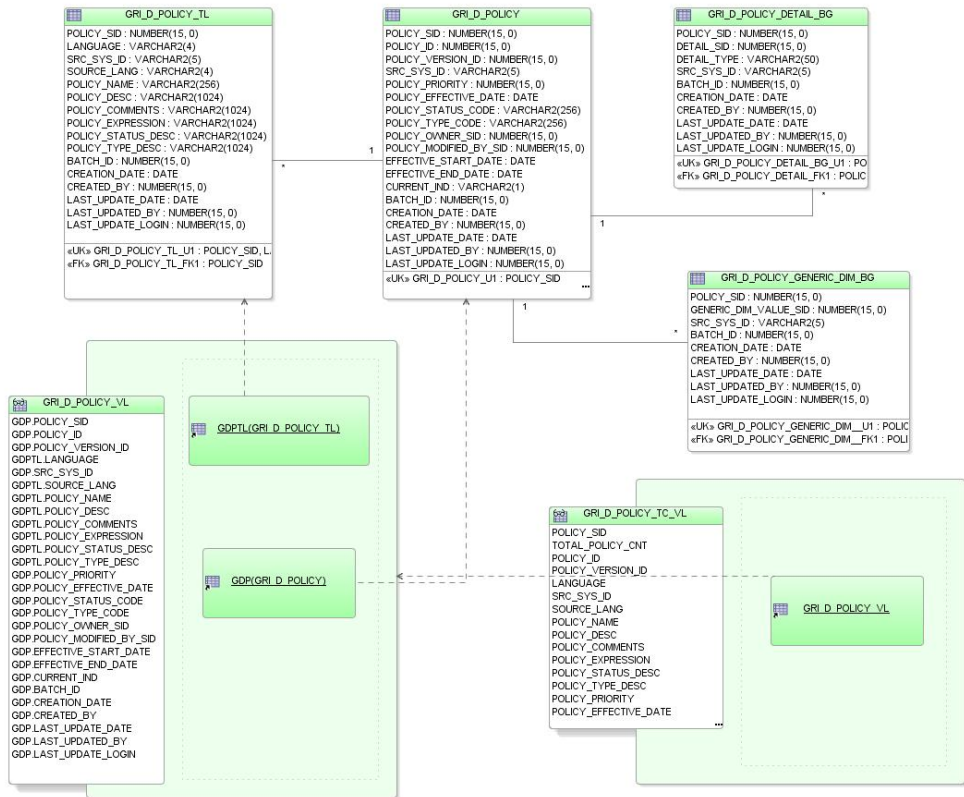 GRI_D_POLICY_TL
POLICY_SID : NUMBER(15, 0)
LANGUAGE : VARCHAR2(4)
SRC_SYS_ID : VARCHAR2(5)
SOURCE_LANG : VARCHAR2(4)
POLICY_NAME : VARCHAR2(256)
POLICY_DESC : VARCHAR2(1024)
POLICY_COMMENTS : VARCHAR2(1024)
POLICY_EXPRESSION : VARCHAR2(1024)
POLICY_STATUS_DESC : VARCHAR2(1024)
POLICY_TYPE_DESC : VARCHAR2(1024)
BATCH_ID : NUMBER(15, 0)
CREATION_DATE : DATE
CREATED_BY : NUMBER(15, 0)
LAST_UPDATE_DATE : DATE
LAST_UPDATED_BY : NUMBER(15, 0)
LAST_UPDATE_LOGIN : NUMBER(15, 0)
«UK» GRI_D_POLICY_TL_U1 : POLICY_SID, L.
«FK» GRI_D_POLICY_TL_FK1 : POLICY_SID
*
1
GRI_D_POLICY
POLICY_SID : NUMBER(15, 0)
POLICY_ID : NUMBER(15, 0)
POLICY_VERSION_ID : NUMBER(15, 0)
SRC_SYS_ID : VARCHAR2(5)
POLICY_PRIORITY : NUMBER(15, 0)
POLICY_EFFECTIVE_DATE : DATE
POLICY_STATUS_CODE : VARCHAR2(256)
POLICY_TYPE_CODE : VARCHAR2(256)
POLICY_OWNER_SID : NUMBER(15, 0)
POLICY_MODIFIED_BY_SID : NUMBER(15, 0)
EFFECTIVE_START_DATE : DATE
EFFECTIVE_END_DATE : DATE
CURRENT_IND : VARCHAR2(1)
BATCH_ID : NUMBER(15, 0)
CREATION_DATE : DATE
CREATED_BY : NUMBER(15, 0)
LAST_UPDATE_DATE : DATE
LAST_UPDATED_BY : NUMBER(15, 0)
LAST_UPDATE_LOGIN : NUMBER(15, 0)
«UK» GRI_D_POLICY_U1 : POLICY_SID
...
1
*
GRI_D_POLICY_DETAIL_BG
POLICY_SID : NUMBER(15, 0)
DETAIL_SID : NUMBER(15, 0)
DETAIL_TYPE : VARCHAR2(50)
SRC_SYS_ID : VARCHAR2(5)
BATCH_ID : NUMBER(15, 0)
CREATION_DATE : DATE
CREATED_BY : NUMBER(15, 0)
LAST_UPDATE_DATE : DATE
LAST_UPDATED_BY : NUMBER(15, 0)
LAST_UPDATE_LOGIN : NUMBER(15, 0)
«UK» GRI_D_POLICY_DETAIL_BG_U1 : PO
«FK» GRI_D_POLICY_DETAIL_FK1 : POLIC
1
*
GRI_D_POLICY_GENERIC_DIM_BG
POLICY_SID : NUMBER(15, 0)
GENERIC_DIM_VALUE_SID : NUMBER(15, 0)
SRC_SYS_ID : VARCHAR2(5)
BATCH_ID : NUMBER(15, 0)
CREATION_DATE : DATE
CREATED_BY : NUMBER(15, 0)
LAST_UPDATE_DATE : DATE
LAST_UPDATED_BY : NUMBER(15, 0)
LAST_UPDATE_LOGIN : NUMBER(15, 0)
«UK» GRI_D_POLICY_GENERIC_DIM__U1 : POLIC
«FK» GRI_D_POLICY_GENERIC_DIM__FK1 : POLI
GRI_D_POLICY_VL
GDP.POLICY_SID
GDP.POLICY_ID
GDP.POLICY_VERSION_ID
GDPTL.LANGUAGE
GDP.SRC_SYS_ID
GDPTL.SOURCE_LANG
GDPTL.POLICY_NAME
GDPTL.POLICY_DESC
GDPTL.POLICY_COMMENTS
GDPTL.POLICY_EXPRESSION
GDPTL.POLICY_STATUS_DESC
GDPTL.POLICY_TYPE_DESC
GDP.POLICY_PRIORITY
GDP.POLICY_EFFECTIVE_DATE
GDP.POLICY_STATUS_CODE
GDP.POLICY_TYPE_CODE
GDP.POLICY_OWNER_SID
GDP.POLICY_MODIFIED_BY_SID
GDP.EFFECTIVE_START_DATE
GDP.EFFECTIVE_END_DATE
GDP.CURRENT_IND
GDP.BATCH_ID
GDP.CREATION_DATE
GDP.CREATED_BY
GDP.LAST_UPDATE_DATE
GDP.LAST_UPDATED_BY
GDP.LAST_UPDATE_LOGIN
GDPTL(GRI_D_POLICY_TL)
GDP(GRI_D_POLICY)
GRI_D_POLICY_TC_VL
POLICY_SID
TOTAL_POLICY_CNT
POLICY_ID
POLICY_VERSION_ID
LANGUAGE
SRC_SYS_ID
SOURCE_LANG
POLICY_NAME
POLICY_DESC
POLICY_COMMENTS
POLICY_EXPRESSION
POLICY_STATUS_DESC
POLICY_TYPE_DESC
POLICY_PRIORITY
POLICY_EFFECTIVE_DATE
...
GRI_D_POLICY_VL